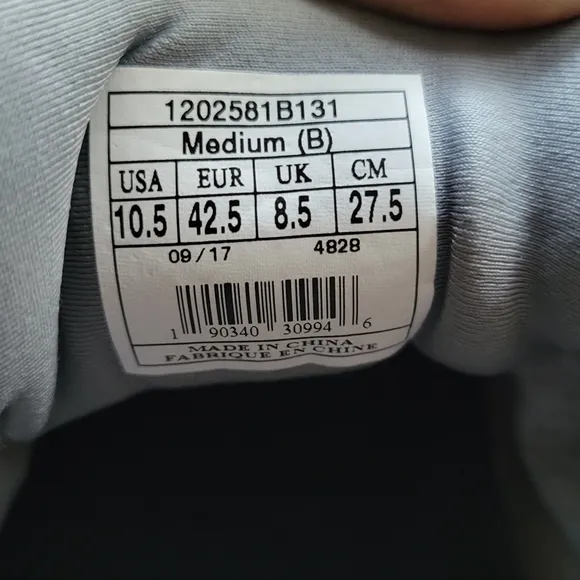 1202581B131
Medium (B)
USA EUR UK CM
10.5 42.5 8.5 27.5
09/17 4828
1 90340 30994 6
MADE IN CHINA
FABRIQUE EN CHINE